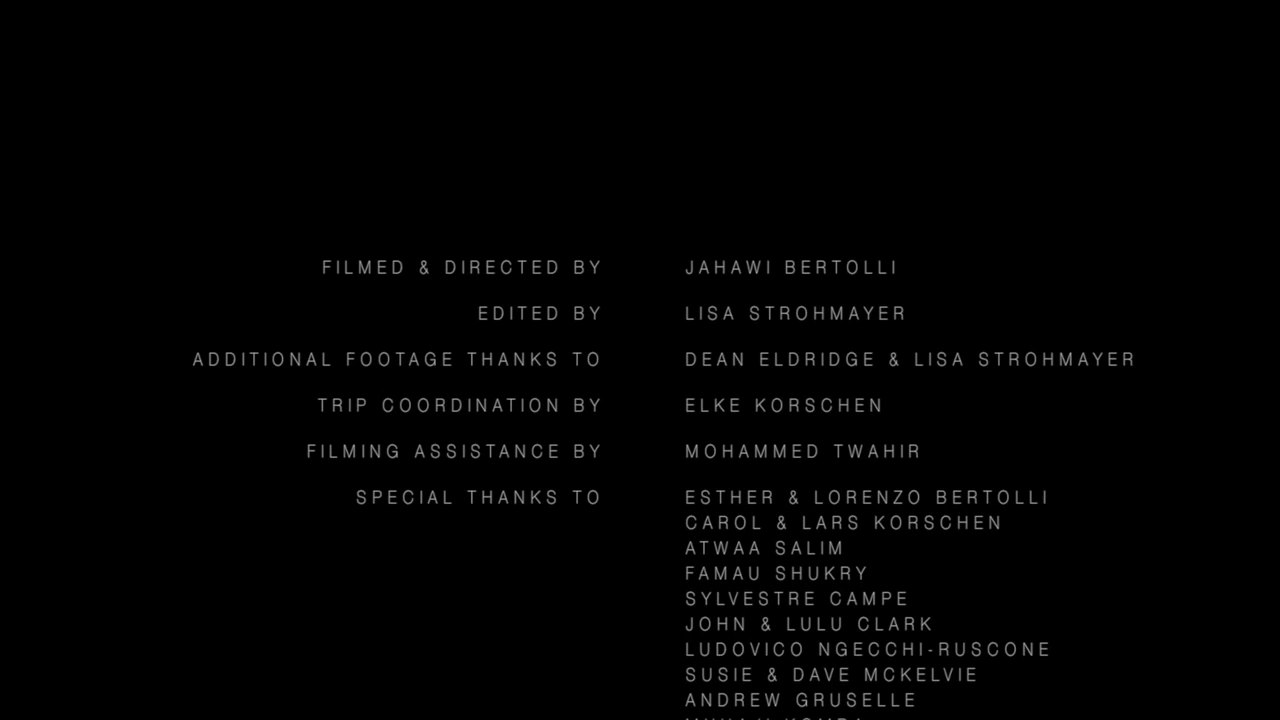 FILMED & DIRECTED BY JAHAWI BERTOLLI
EDITED BY LISA STROHMAYER
ADDITIONAL FOOTAGE THANKS TO DEAN ELDRIDGE & LISA STROHMAYER
TRIP COORDINATION BY ELKE KORSCHEN
FILMING ASSISTANCE BY MOHAMMED TWAHIR
SPECIAL THANKS TO ESTHER & LORENZO BERTOLLI
CAROL & LARS KORSCHEN
ATWAA SALIM
FAMAU SHUKRY
SYLVESTRE CAMPE
JOHN & LULU CLARK
LUDOVICO NGECCHI-RUSCONE
SUSIE & DAVE MCKELVIE
ANDREW GRUSELLE